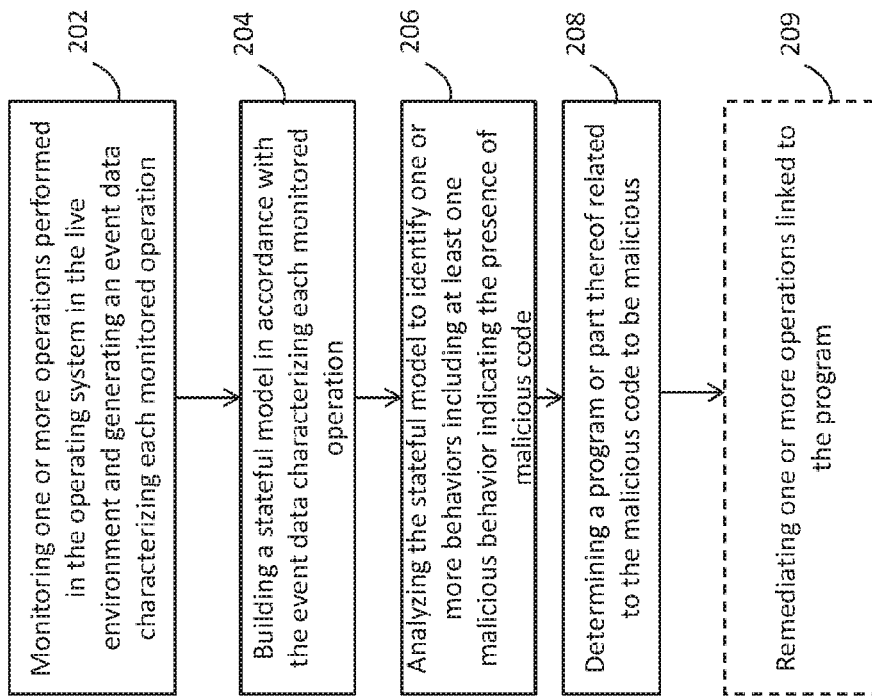 Monitoring one or more operations performed
in the operating system in the live
environment and generating an event data
characterizing each monitored operation
202
Building a stateful model in accordance with
the event data characterizing each monitored
operation
204
Analyzing the stateful model to identify one or
more behaviors including at least one
malicious behavior indicating the presence of
malicious code
206
Determining a program or part thereof related
to the malicious code to be malicious
208
Remediating one or more operations linked to
the program
209